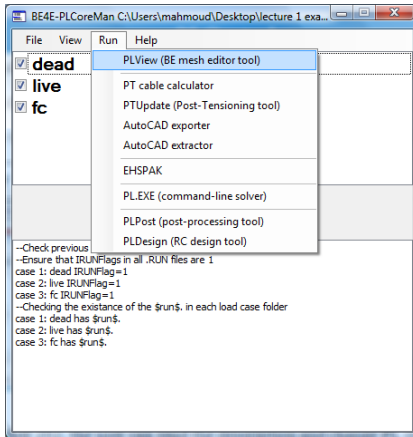 BE4E-PLCoreMan C:\Users\mahmoud\Desktop\lecture 1 exa...
File View Run Help
dead
live
fc
PLView (BE mesh editor tool)
PT cable calculator
PTUpdate (Post-Tensioning tool)
AutoCAD exporter
AutoCAD extractor
EHSPAK
PL.EXE (command-line solver)
PLPost (post-processing tool)
PLDesign (RC design tool)
--Check previous
--Ensure that IRUNFlags in all .RUN files are 1
case 1: dead IRUNFlag=1
case 2: live IRUNFlag=1
case 3: fc IRUNFlag=1
--Checking the existance of the $run$. in each load case folder
case 1: dead has $run$.
case 2: live has $run$.
case 3: fc has $run$.